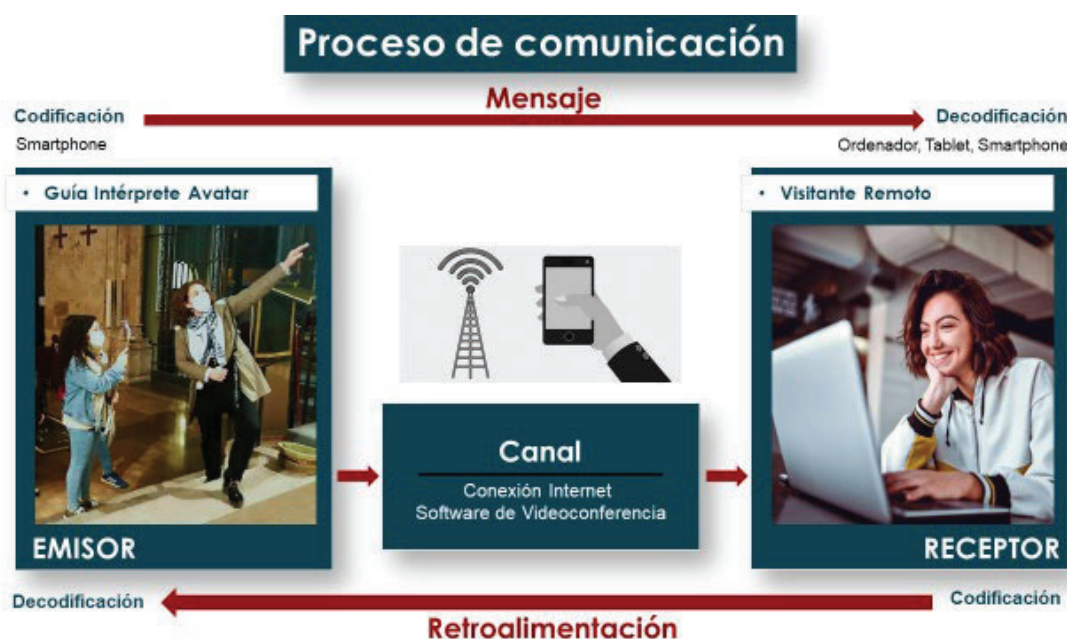 Proceso de comunicación
Mensaje
Codificación
Decodificación
Smartphone
Ordenador, Tablet, Smartphone
• Guía Intérprete Avatar
• Visitante Remoto
Canal
Conexión Internet
Software de Videoconferencia
EMISOR
RECEPTOR
Decodificación
Codificación
Retroalimentación